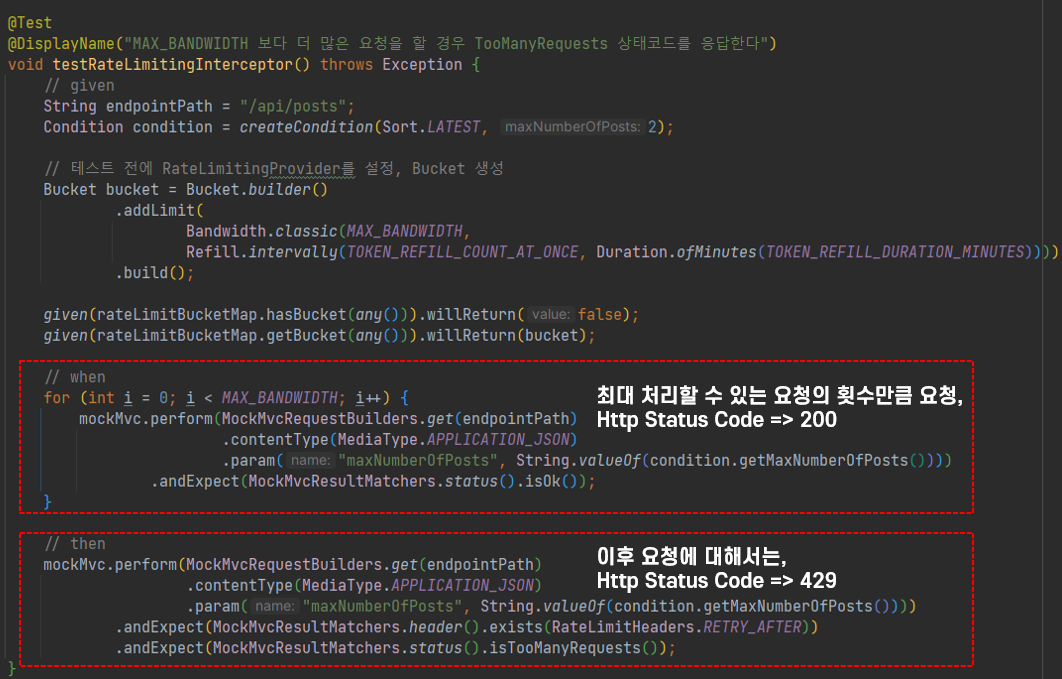 @Test
@DisplayName("MAX_BANDWIDTH 보다 더 많은 요청을 할 경우 TooManyRequests 상태코드를 응답한다")
void testRateLimitingInterceptor() throws Exception {
// given
String endpointPath = "/api/posts";
Condition condition = createCondition(Sort.LATEST, maxNumberOfPosts: 2);
// 테스트 전에 RateLimitingProvider를 설정, Bucket 생성
Bucket bucket = Bucket.builder()
.addLimit(
Bandwidth.classic(MAX_BANDWIDTH,
Refill.intervally(TOKEN_REFILL_COUNT_AT_ONCE, Duration.ofMinutes(TOKEN_REFILL_DURATION_MINUTES))))
.build();
given(rateLimitBucketMap.hasBucket(any())).willReturn( value: false);
given(rateLimitBucketMap.getBucket(any())).willReturn(bucket);
// when
for (int i = 0; i < MAX_BANDWIDTH; i++) {
mockMvc.perform(MockMvcRequestBuilders.get(endpointPath)
.contentType(MediaType.APPLICATION_JSON)
.param( name: "maxNumberOfPosts", String.valueOf(condition.getMaxNumberOfPosts())))
.andExpect(MockMvcResultMatchers.status().isOk());
}
최대 처리할 수 있는 요청의 횟수만큼 요청,
Http Status Code => 200
// then
mockMvc.perform(MockMvcRequestBuilders.get(endpointPath)
.contentType(MediaType.APPLICATION_JSON)
.param( name: "maxNumberOfPosts", String.valueOf(condition.getMaxNumberOfPosts())))
.andExpect(MockMvcResultMatchers.header().exists(RateLimitHeaders.RETRY_AFTER))
.andExpect(MockMvcResultMatchers.status().isTooManyRequests());
이후 요청에 대해서는,
Http Status Code => 429
}